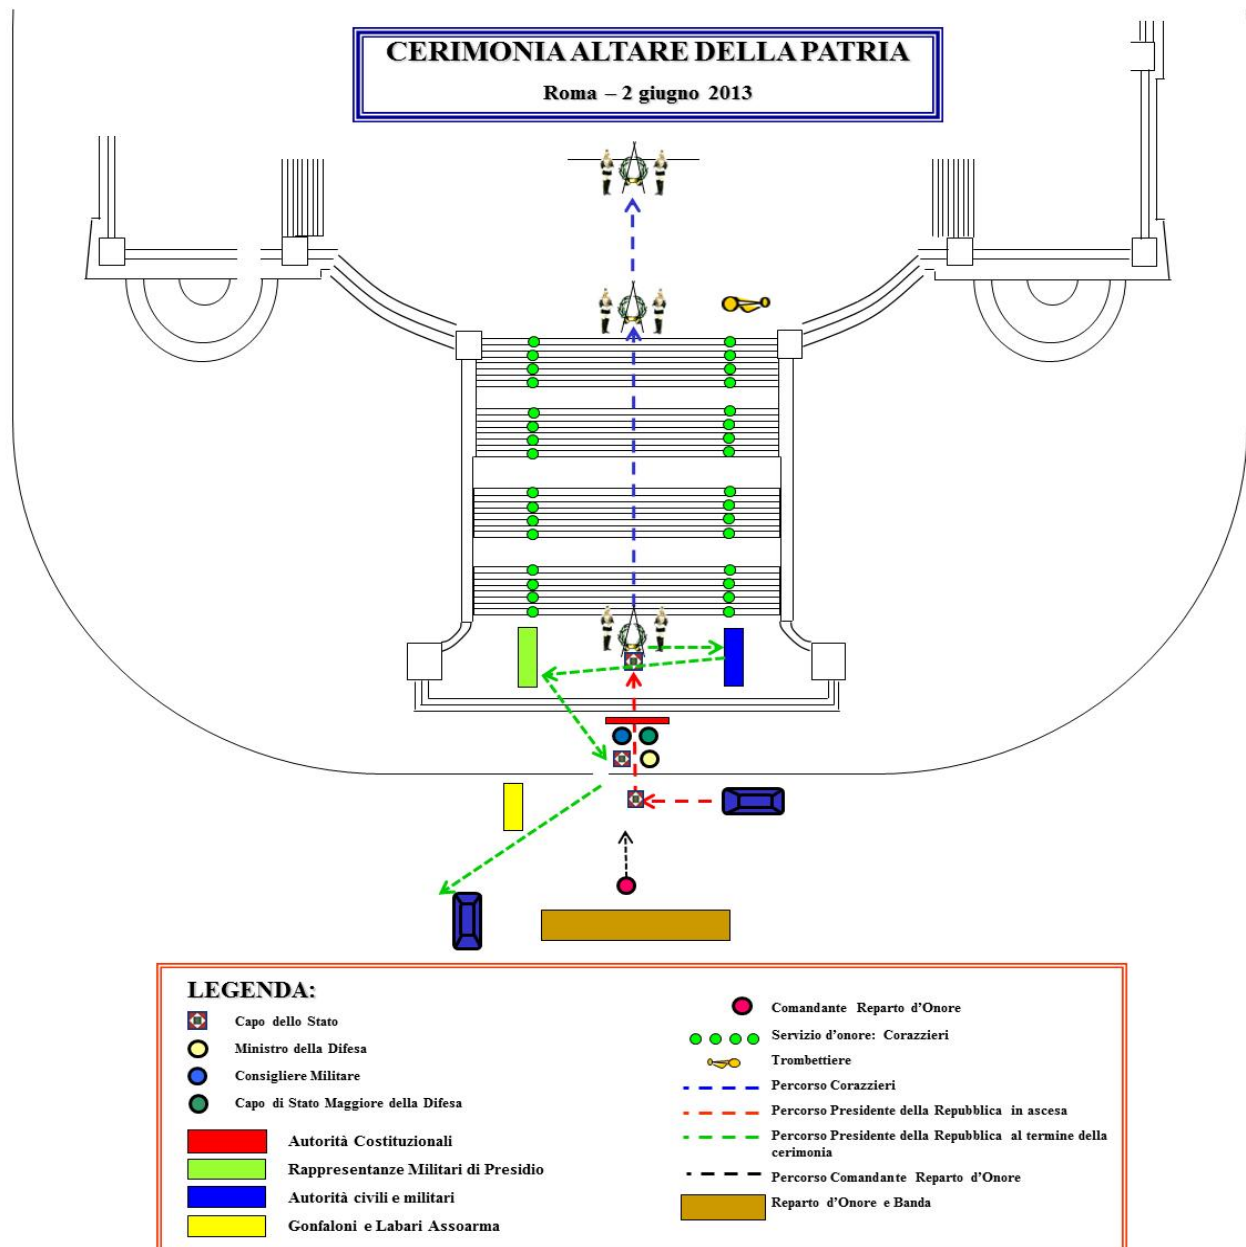 CERIMONIA ALTARE DELLA PATRIA
Roma – 2 giugno 2013
LEGENDA:
Capo dello Stato
Ministro della Difesa
Consigliere Militare
Capo di Stato Maggiore della Difesa
Autorità Costituzionali
Rappresentanze Militari di Presidio
Autorità civili e militari
Gonfaloni e Labari Assoarma
Comandante Reparto d'Onore
Servizio d'onore: Corazzieri
Trombettiere
Percorso Corazzieri
Percorso Presidente della Repubblica in ascesa
Percorso Presidente della Repubblica al termine della
cerimonia
Percorso Comandante Reparto d'Onore
Reparto d'Onore e Banda